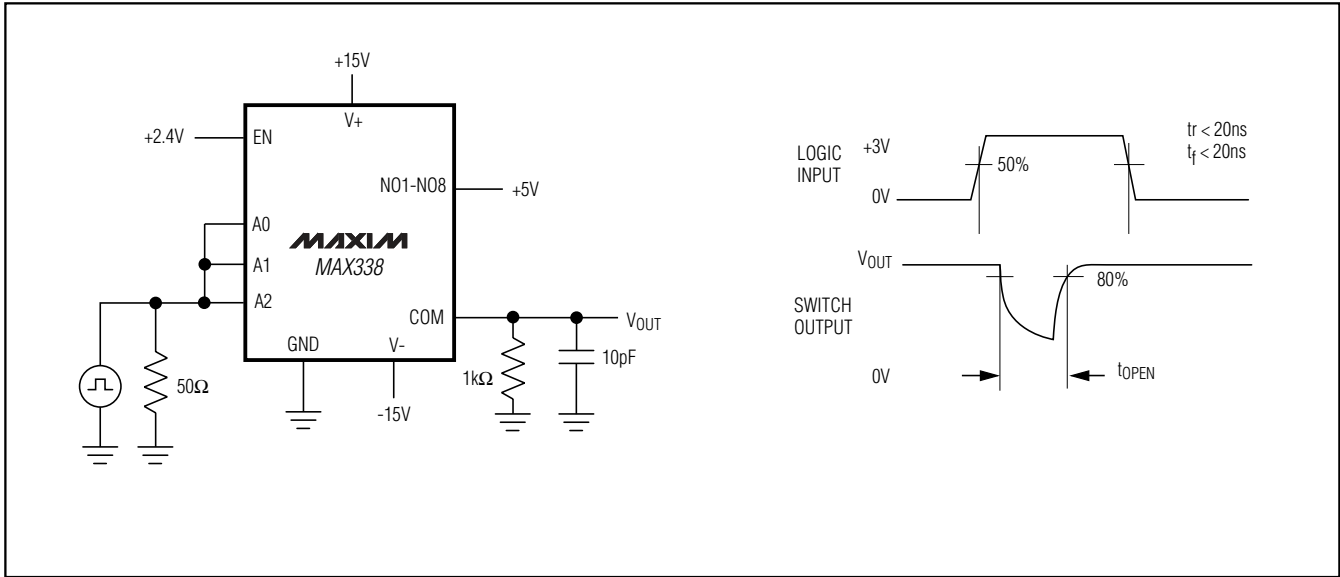 +15V
V+
+2.4V
EN
NO1-NO8
+5V
A0
MAXIM
MAX338
A1
A2
COM
VOUT
GND
V-
50Ω
1kΩ
10pF
-15V
LOGIC
INPUT
+3V
50%
0V
tr < 20ns
tf < 20ns
VOUT
80%
SWITCH
OUTPUT
0V
tOPEN